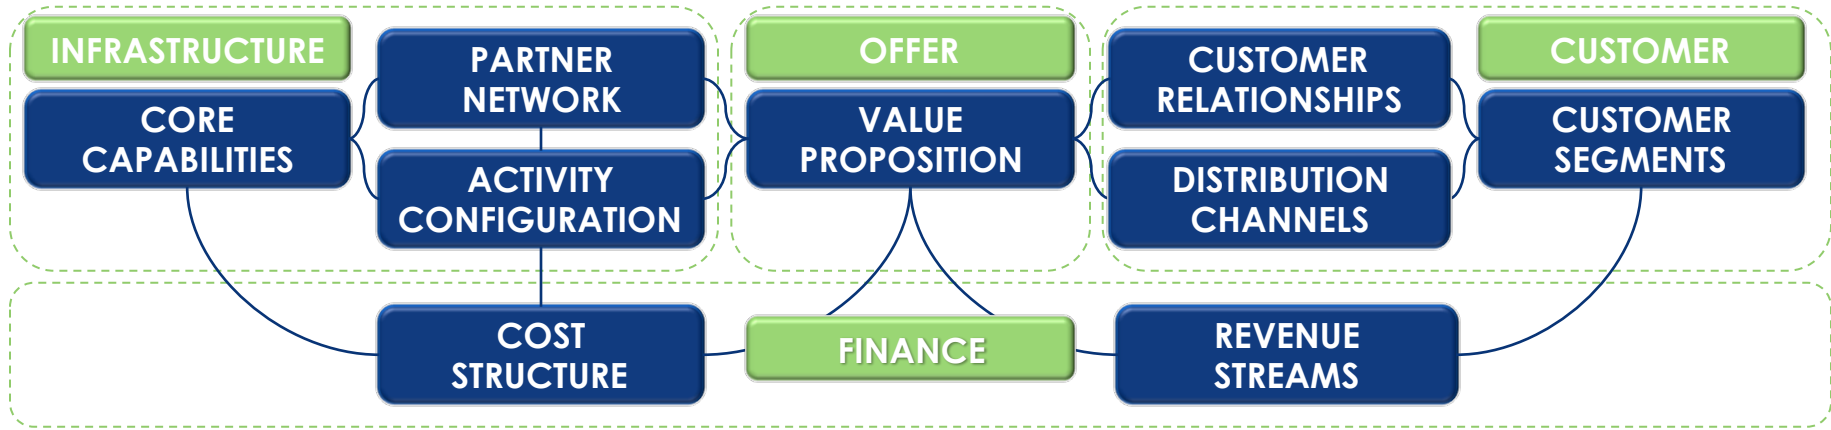 INFRASTRUCTURE
CORE
CAPABILITIES
PARTNER
NETWORK
ACTIVITY
CONFIGURATION
OFFER
VALUE
PROPOSITION
CUSTOMER
RELATIONSHIPS
DISTRIBUTION
CHANNELS
CUSTOMER
CUSTOMER
SEGMENTS
COST
STRUCTURE
FINANCE
REVENUE
STREAMS